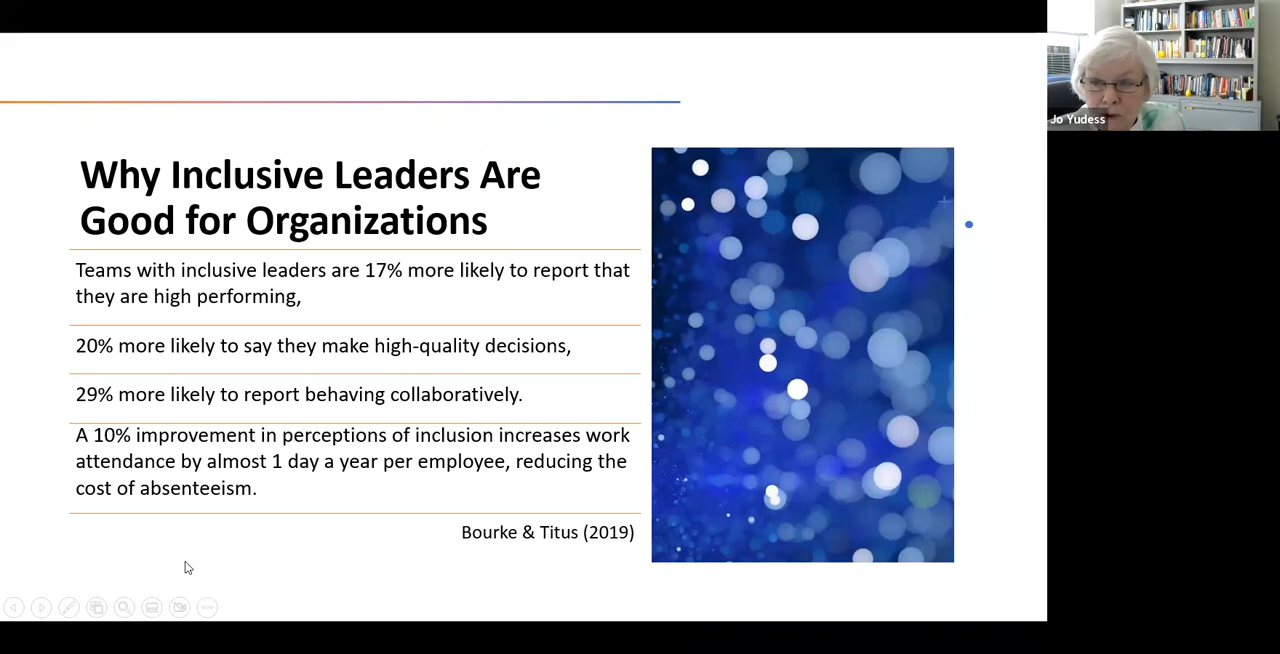 Why Inclusive Leaders Are
Good for Organizations
Teams with inclusive leaders are 17% more likely to report that
they are high performing,
20% more likely to say they make high-quality decisions,
29% more likely to report behaving collaboratively.
A 10% improvement in perceptions of inclusion increases work
attendance by almost 1 day a year per employee, reducing the
cost of absenteeism.
Bourke & Titus (2019)
Jo Yudess